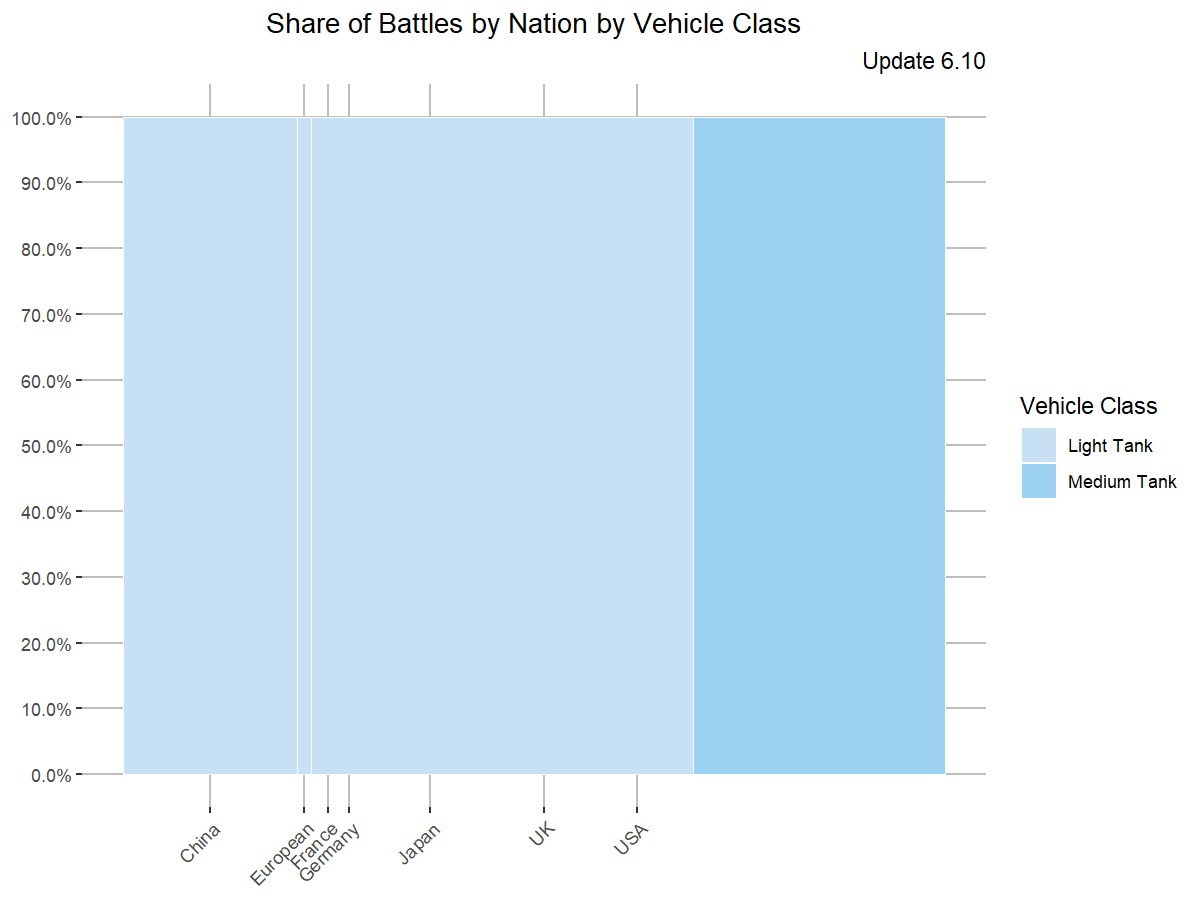 Share of Battles by Nation by Vehicle Class
Update 6.10
100.0%
90.0%
80.0%
70.0%
60.0%
50.0%
40.0%
30.0%
20.0%
10.0%
0.0%
China
European
France
Germany
Japan
UK
USA
Vehicle Class
Light Tank
Medium Tank